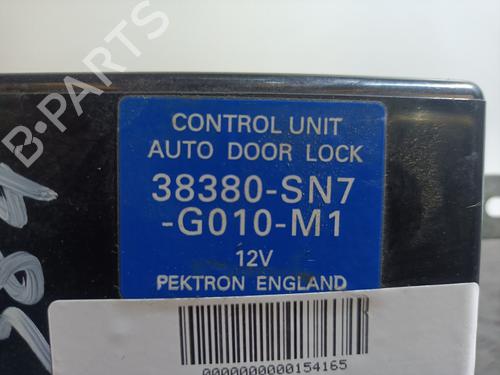 B-PARTS
CONTROL UNIT
AUTO DOOR LOCK
38380-SN7
-G010-M1
12V
PEKTRON ENGLAND
0000000000154165